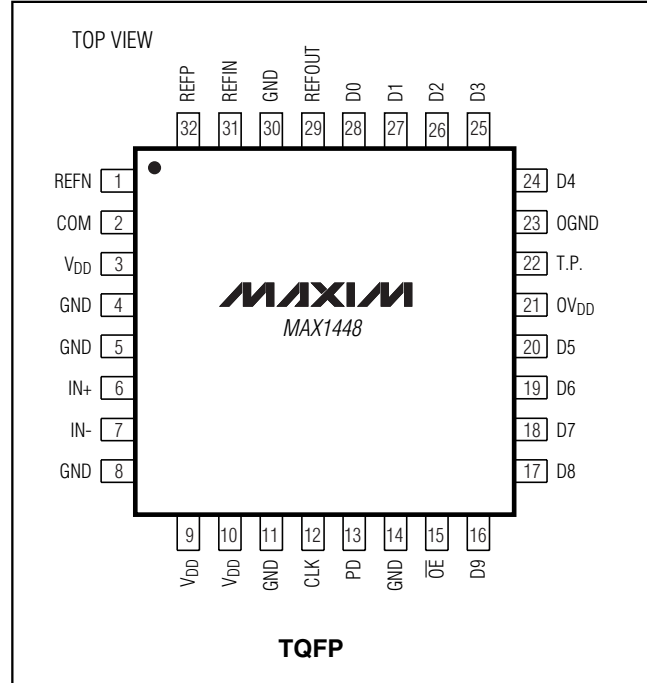 TOP VIEW
REFP REFIN GND REFOUT D0 D1 D2 D3
32 31 30 29 28 27 26 25
REFN 1 24 D4
COM 2 23 OGND
VDD 3 22 T.P.
GND 4 21 OVDD
GND 5 20 D5
IN+ 6 19 D6
IN- 7 18 D7
GND 8 17 D8
MAXIM
MAX1448
9 10 11 12 13 14 15 16
VDD VDD GND CLK PD GND O̅E̅ D9
TQFP